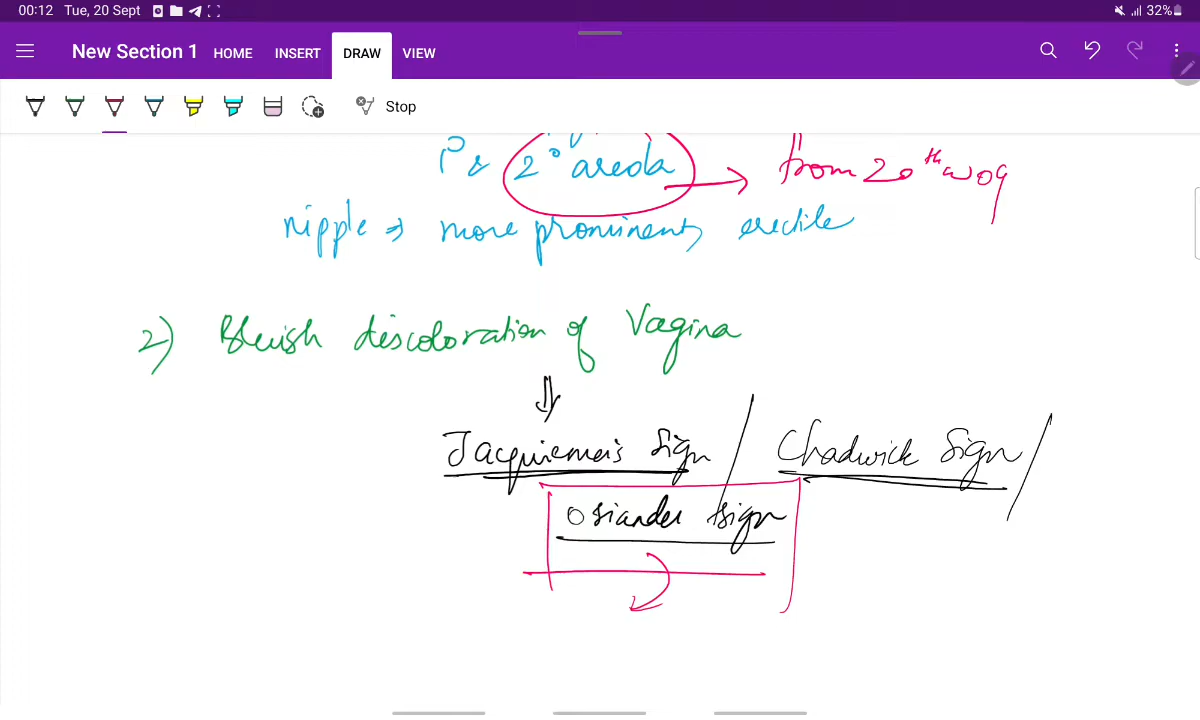 00:12 Tue, 20 Sept 32%
New Section 1 HOME INSERT DRAW VIEW
Stop
1° & 2° areola → from 20th wog
nipple → more prominent, erectile
2) Bluish discoloration of Vagina
⇓
Jacquiemeis Sign / Chadwick Sign /
Osiander Sign